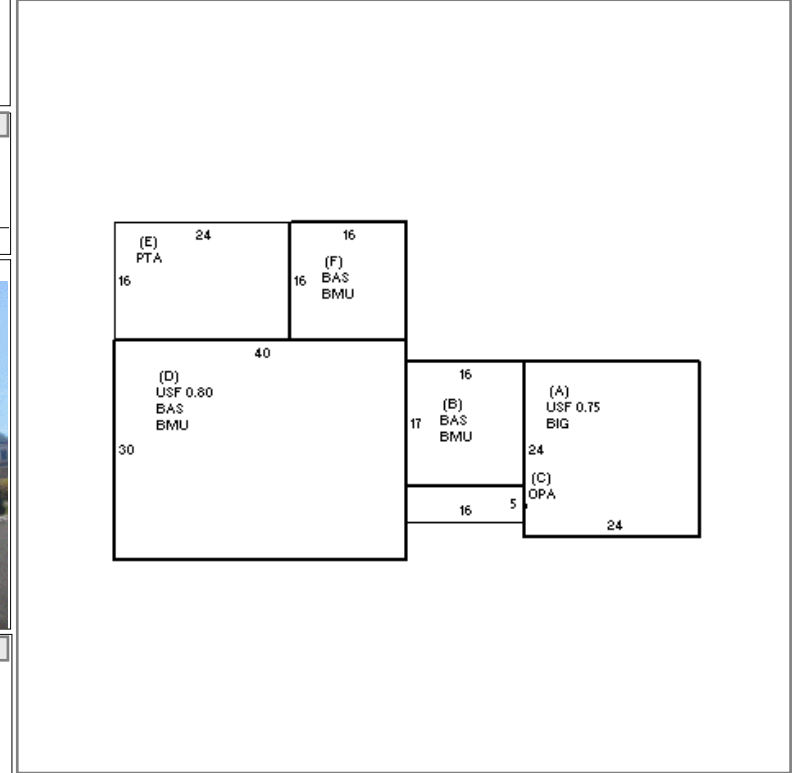 (E)
PTA
24
16
16
(F)
BAS
BMU
16
40
(D)
USF 0.80
BAS
BMU
30
16
(B)
BAS
BMU
17
(A)
USF 0.75
BIG
24
(C)
OPA
5
16
24